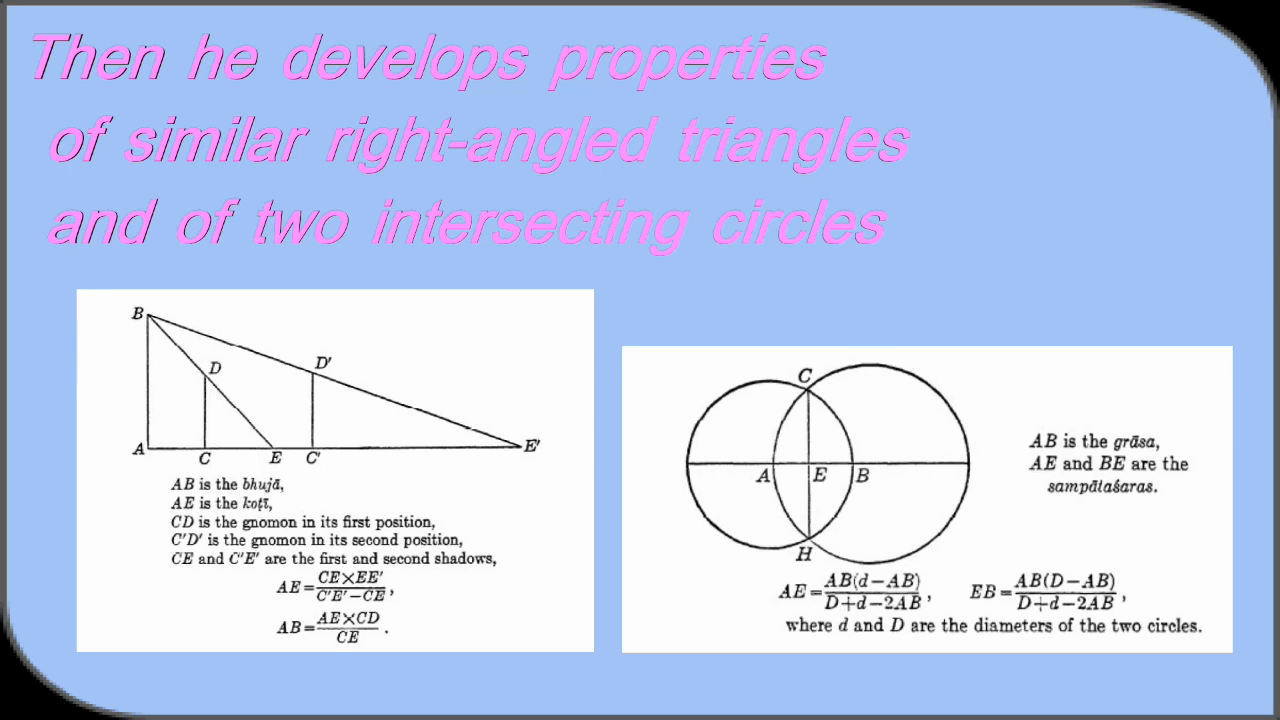 Then he develops properties
of similar right-angled triangles
and of two intersecting circles
B
D
D'
A
C
E
C'
E'
AB is the bhujā,
AE is the koṭi,
CD is the gnomon in its first position,
C'D' is the gnomon in its second position,
CE and C'E' are the first and second shadows,
AE = CE×EE' / C'E'−CE ,
AB = AE×CD / CE .
C
A
E
B
H
AB is the grāsa,
AE and BE are the
sampātaśaras.
AE = AB(d−AB) / D+d−2AB , EB = AB(D−AB) / D+d−2AB ,
where d and D are the diameters of the two circles.